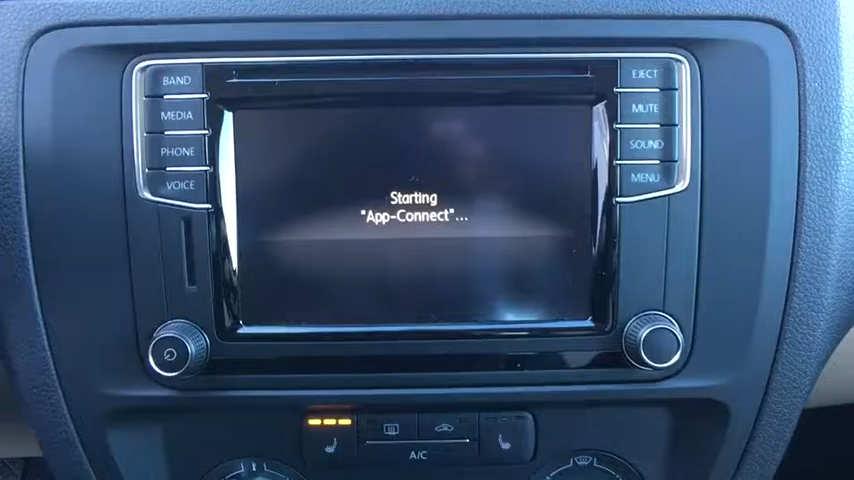 BAND
MEDIA
PHONE
VOICE
EJECT
MUTE
SOUND
MENU
Starting
"App-Connect"...
A/C